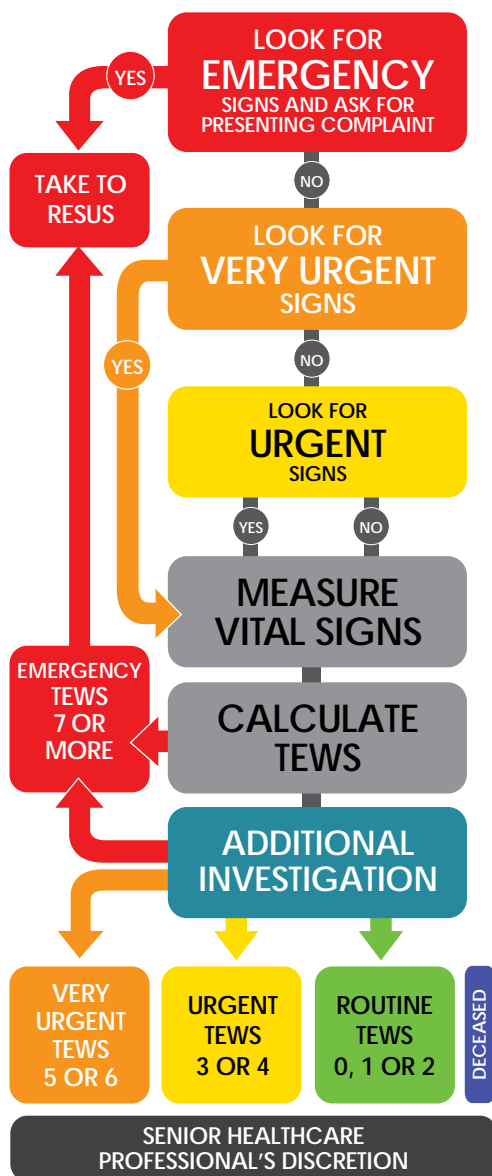 LOOK FOR
EMERGENCY
SIGNS AND ASK FOR
PRESENTING COMPLAINT
YES
TAKE TO
RESUS
NO
LOOK FOR
VERY URGENT
SIGNS
YES
NO
LOOK FOR
URGENT
SIGNS
YES
NO
MEASURE
VITAL SIGNS
EMERGENCY
TEWS
7 OR
MORE
CALCULATE
TEWS
ADDITIONAL
INVESTIGATION
VERY
URGENT
TEWS
5 OR 6
URGENT
TEWS
3 OR 4
ROUTINE
TEWS
0, 1 OR 2
DECEASED
SENIOR HEALTHCARE
PROFESSIONAL'S DISCRETION